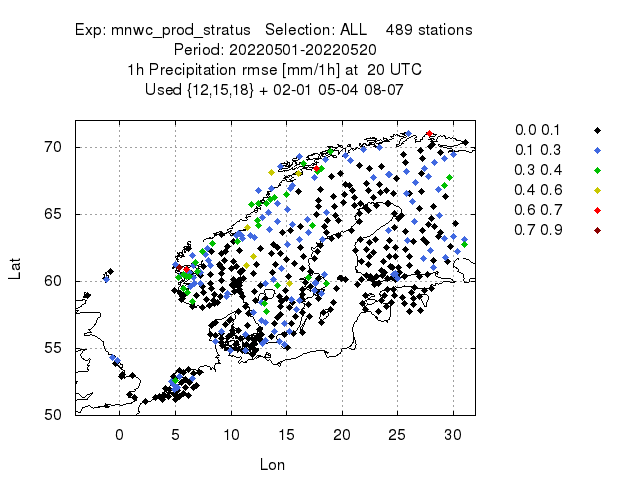 Exp: mnwc_prod_stratus Selection: ALL 489 stations
Period: 20220501-20220520
1h Precipitation rmse [mm/1h] at 20 UTC
Used {12,15,18} + 02-01 05-04 08-07
0.0 0.1
0.1 0.3
0.3 0.4
0.4 0.6
0.6 0.7
0.7 0.9
70
65
60
55
50
Lat
0 5 10 15 20 25 30
Lon